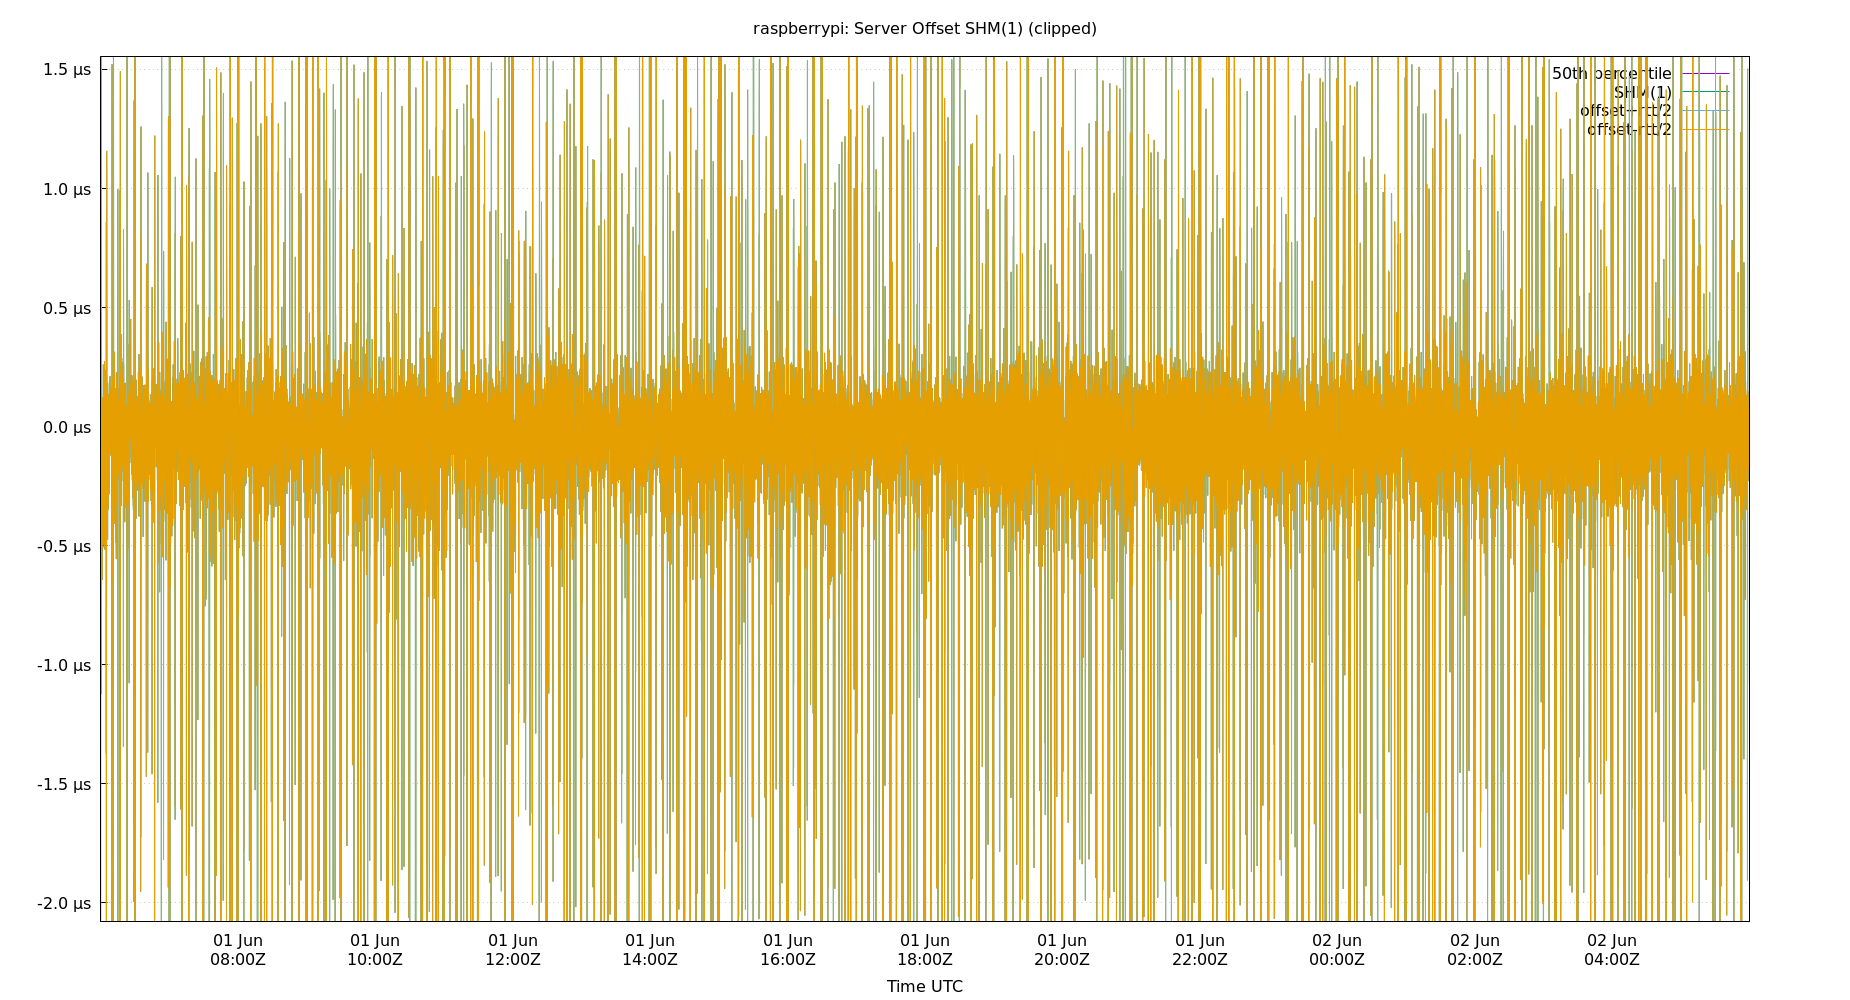 raspberrypi: Server Offset SHM(1) (clipped)
1.5 µs
1.0 µs
0.5 µs
0.0 µs
-0.5 µs
-1.0 µs
-1.5 µs
-2.0 µs
50th percentile
SHM(1)
offset+rtt/2
offset-rtt/2
01 Jun 01 Jun 01 Jun 01 Jun 01 Jun 01 Jun 01 Jun 01 Jun 02 Jun 02 Jun 02 Jun
08:00Z 10:00Z 12:00Z 14:00Z 16:00Z 18:00Z 20:00Z 22:00Z 00:00Z 02:00Z 04:00Z
Time UTC